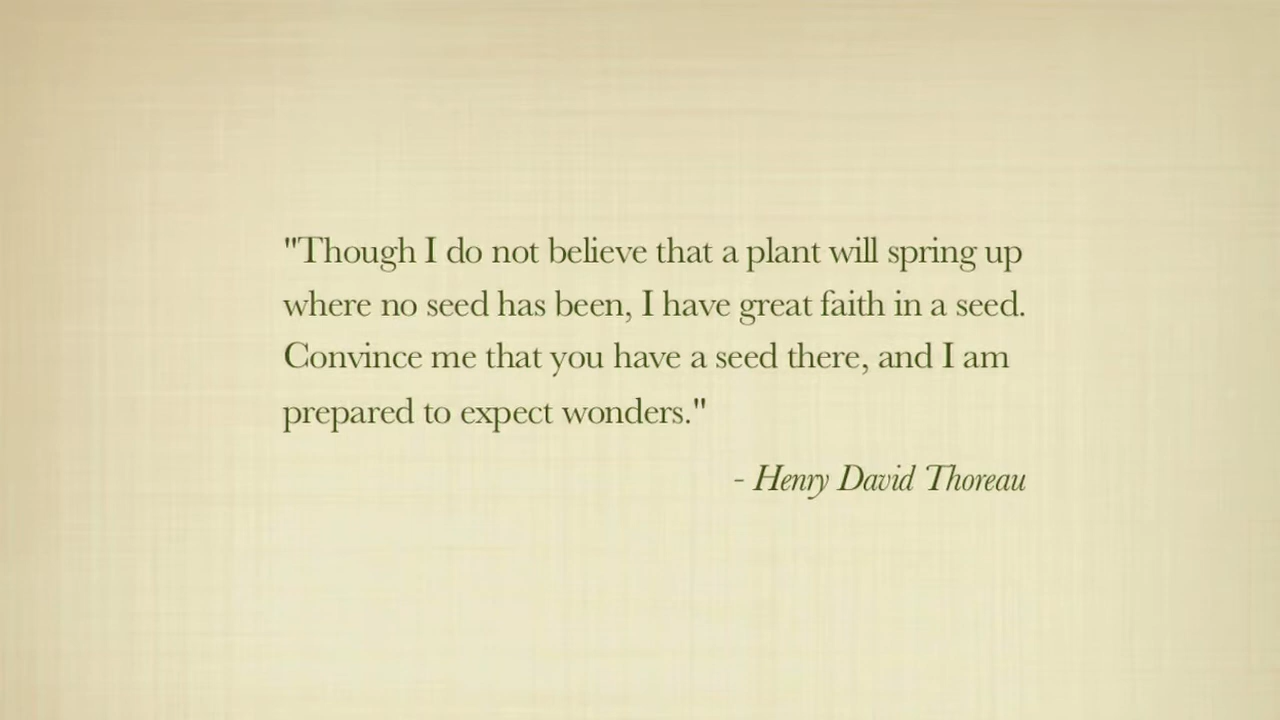 "Though I do not believe that a plant will spring up
where no seed has been, I have great faith in a seed.
Convince me that you have a seed there, and I am
prepared to expect wonders."
- Henry David Thoreau